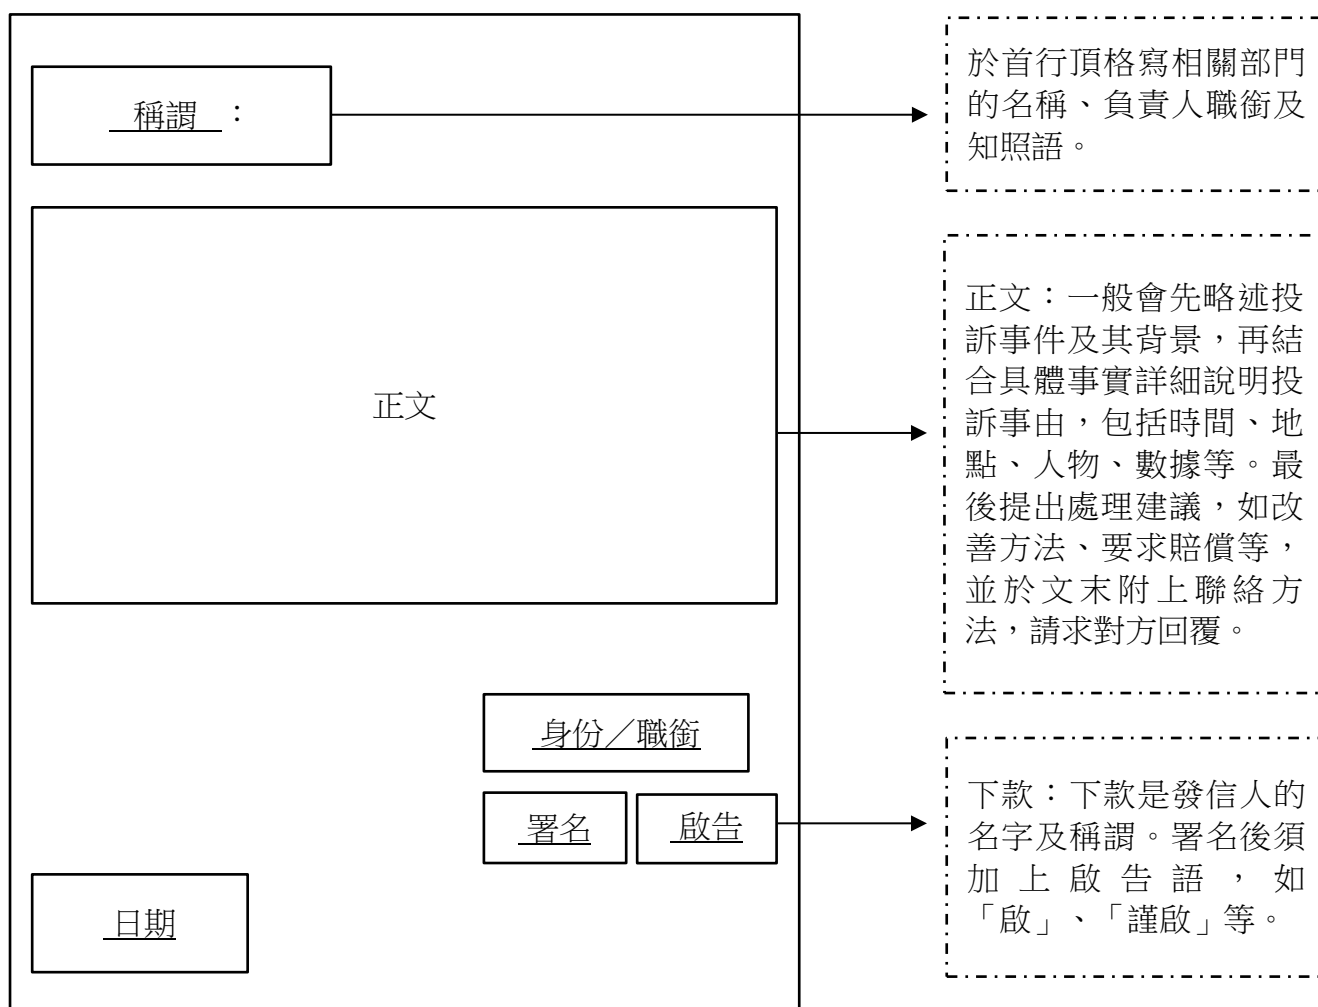 稱謂：
於首行頂格寫相關部門
的名稱、負責人職銜及
知照語。
正文
正文：一般會先略述投
訴事件及其背景，再結
合具體事實詳細說明投
訴事由，包括時間、地
點、人物、數據等。最
後提出處理建議，如改
善方法、要求賠償等，
並於文末附上聯絡方
法，請求對方回覆。
身份／職銜
署名 啟告
下款：下款是發信人的
名字及稱謂。署名後須
加上啟告語，如
「啟」、「謹啟」等。
日期